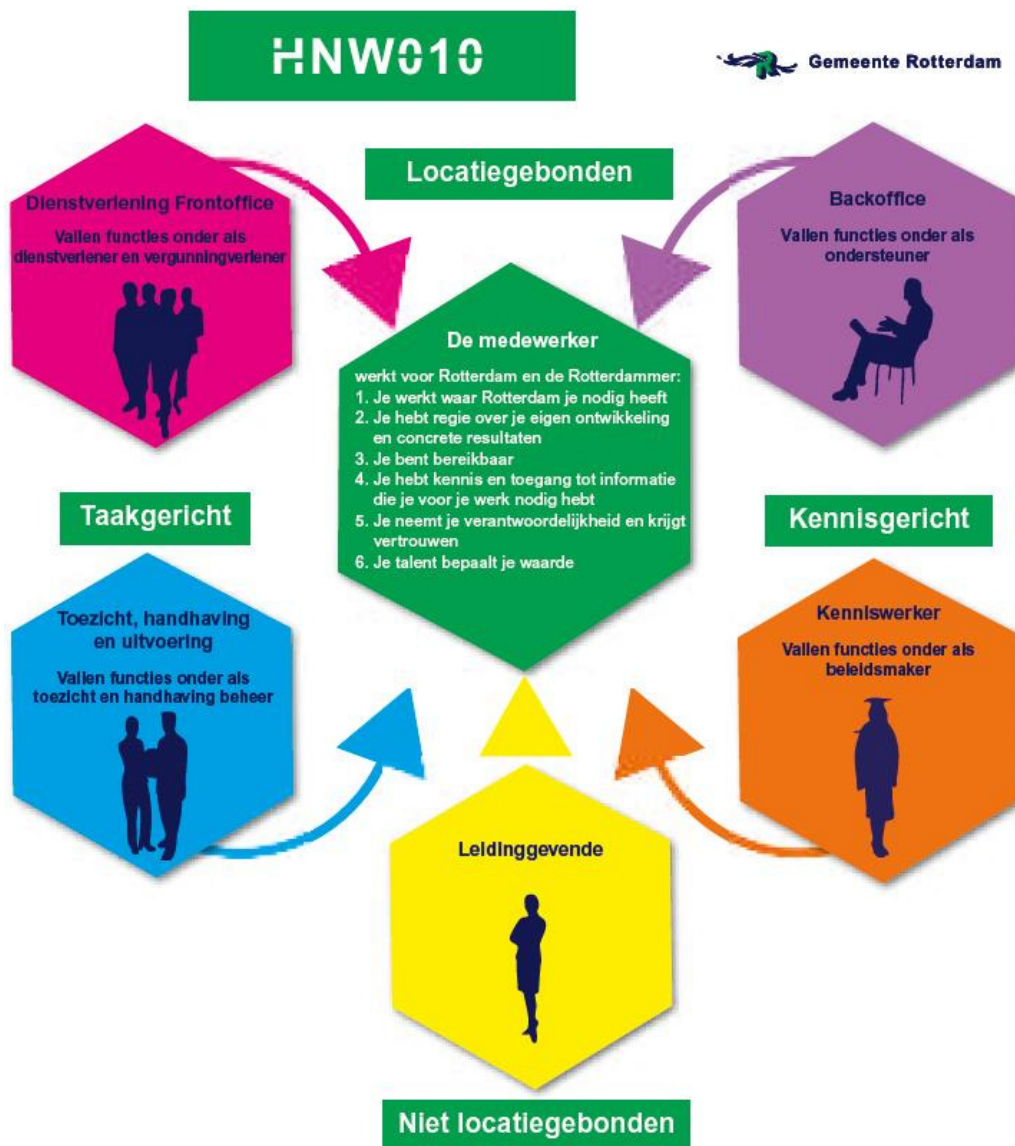 HNW010
R Gemeente Rotterdam
Locatiegebonden
Dienstverlening Frontoffice
Vallen functies onder als
dienstverlener en vergunningverlener
Backoffice
Vallen functies onder als
ondersteuner
De medewerker
werkt voor Rotterdam en de Rotterdammer:
1. Je werkt waar Rotterdam je nodig heeft
2. Je hebt regie over je eigen ontwikkeling
en concrete resultaten
3. Je bent bereikbaar
4. Je hebt kennis en toegang tot informatie
die je voor je werk nodig hebt
5. Je neemt je verantwoordelijkheid en krijgt
vertrouwen
6. Je talent bepaalt je waarde
Taakgericht
Kennisgericht
Toezicht, handhaving
en uitvoering
Vallen functies onder als
toezicht en handhaving beheer
Kenniswerker
Vallen functies onder als
beleidsmaker
Leidinggevende
Niet locatiegebonden